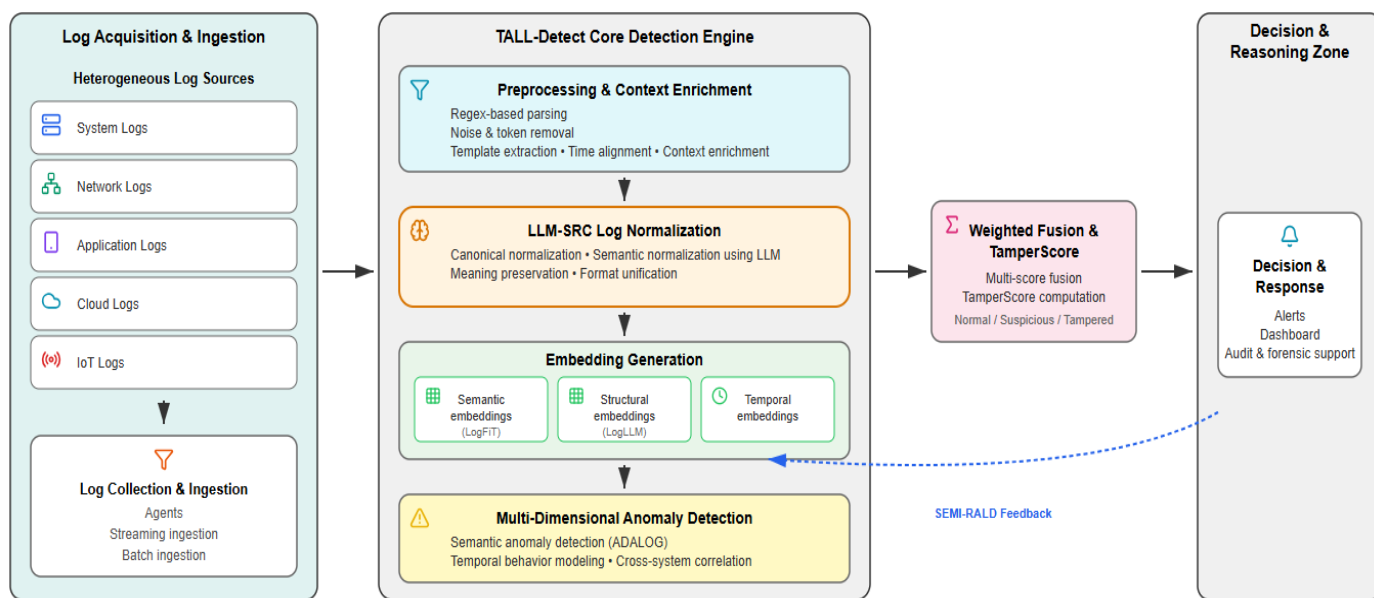 Log Acquisition & Ingestion
Heterogeneous Log Sources
System Logs
Network Logs
Application Logs
Cloud Logs
IoT Logs
Log Collection & Ingestion
Agents
Streaming ingestion
Batch ingestion
TALL-Detect Core Detection Engine
Preprocessing & Context Enrichment
Regex-based parsing
Noise & token removal
Template extraction • Time alignment • Context enrichment
LLM-SRC Log Normalization
Canonical normalization • Semantic normalization using LLM
Meaning preservation • Format unification
Embedding Generation
Semantic
embeddings
(LogFiT)
Structural
embeddings
(LogLLM)
Temporal
embeddings
Multi-Dimensional Anomaly Detection
Semantic anomaly detection (ADALOG)
Temporal behavior modeling • Cross-system correlation
Σ
Weighted Fusion &
TamperScore
Multi-score fusion
TamperScore computation
Normal / Suspicious / Tampered
Decision &
Reasoning Zone
Decision &
Response
Alerts
Dashboard
Audit & forensic support
SEMI-RALD Feedback